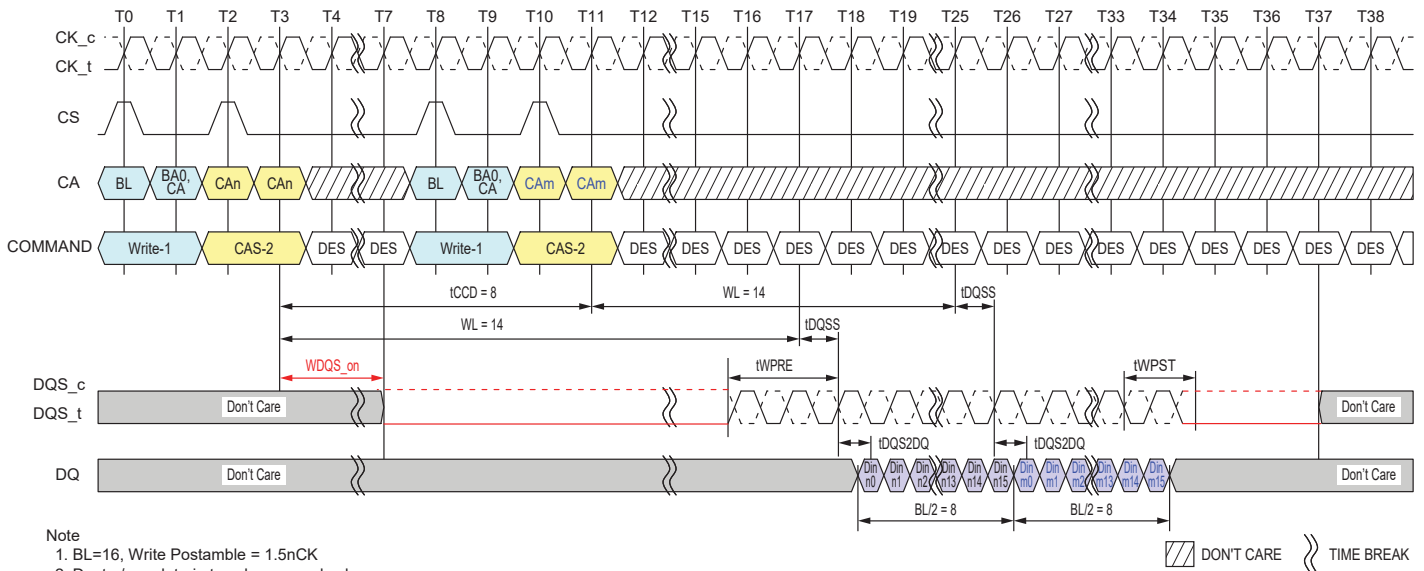 T0 T1 T2 T3 T4 T7 T8 T9 T10 T11 T12 T15 T16 T17 T18 T19 T25 T26 T27 T33 T34 T35 T36 T37 T38
CK_c
CK_t
CS
CA BL BA0, CA CAn CAn BL BA0, CA CAm CAm
COMMAND Write-1 CAS-2 DES DES Write-1 CAS-2 DES DES DES DES DES DES DES DES DES DES DES DES DES DES DES
tCCD = 8 WL = 14 tDQSS
WL = 14 tDQSS
WDQS_on tWPRE tWPST
DQS_c
DQS_t Don't Care Don't Care
tDQS2DQ tDQS2DQ
DQ Don't Care Din n0 Din n1 Din n2 Din n13 Din n14 Din n15 Din m0 Din m1 Din m2 Din m13 Din m14 Din m15 Don't Care
BL/2 = 8 BL/2 = 8
Note
1. BL=16, Write Postamble = 1.5nCK
DON'T CARE TIME BREAK